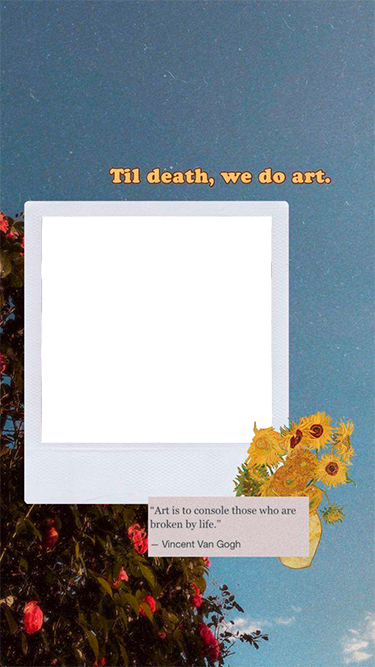 Til death, we do art.
“Art is to console those who are
broken by life.”
— Vincent Van Gogh